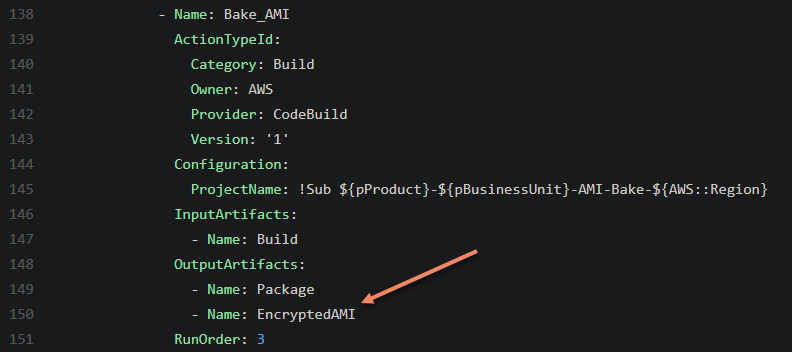 138 - Name: Bake_AMI
139 ActionTypeId:
140 Category: Build
141 Owner: AWS
142 Provider: CodeBuild
143 Version: '1'
144 Configuration:
145 ProjectName: !Sub ${pProduct}-${pBusinessUnit}-AMI-Bake-${AWS::Region}
146 InputArtifacts:
147 - Name: Build
148 OutputArtifacts:
149 - Name: Package
150 - Name: EncryptedAMI
151 RunOrder: 3